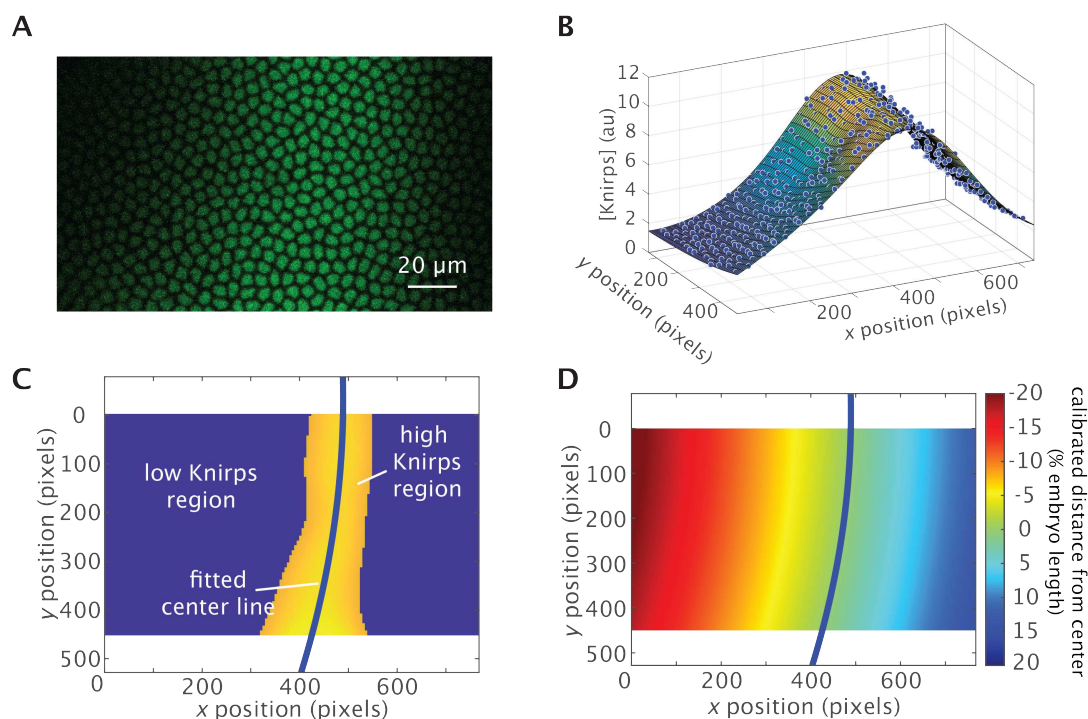 A
20 µm
B
12
10
8
6
4
2
0
[Knirps] (au)
200
400
y position (pixels)
200
400
600
x position (pixels)
C
0
100
200
300
400
500
y position (pixels)
low Knirps
region
high
Knirps
region
fitted
center line
0
200
400
600
x position (pixels)
D
0
100
200
300
400
500
y position (pixels)
0
200
400
600
x position (pixels)
-20
-15
-10
-5
0
5
10
15
20
calibrated distance from center
(% embryo length)